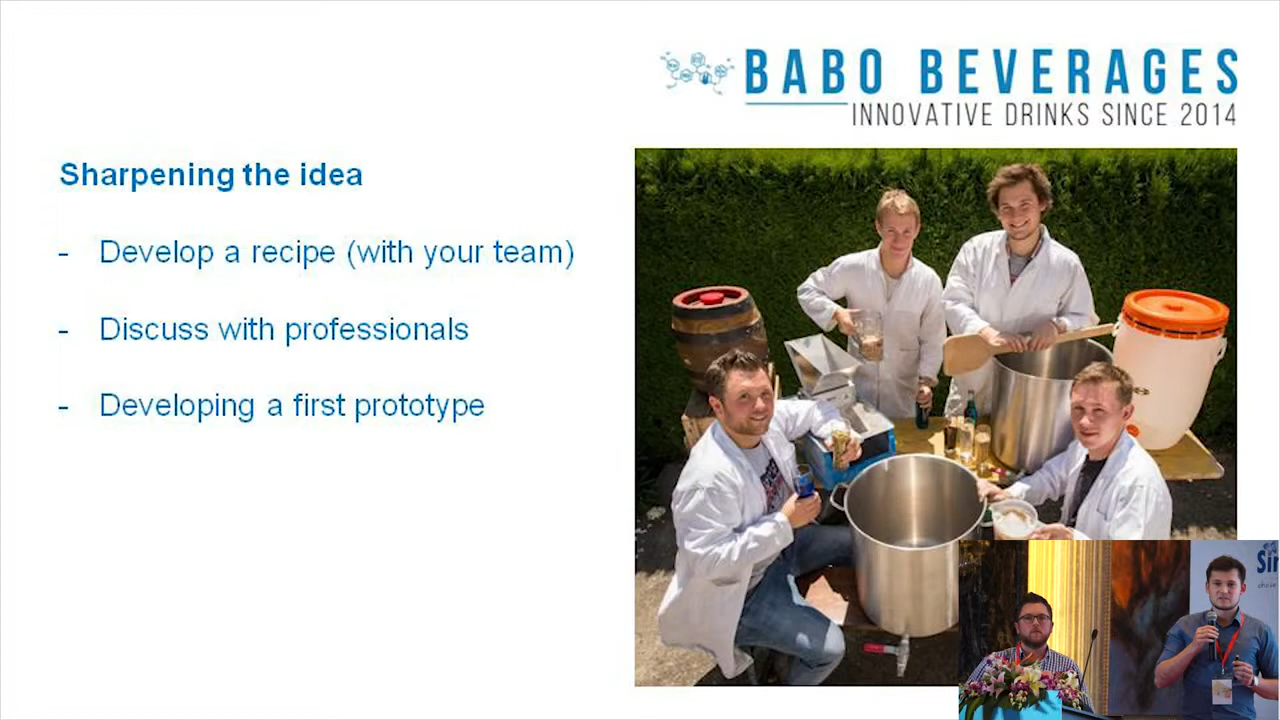 BABO BEVERAGES
INNOVATIVE DRINKS SINCE 2014
Sharpening the idea
- Develop a recipe (with your team)
- Discuss with professionals
- Developing a first prototype